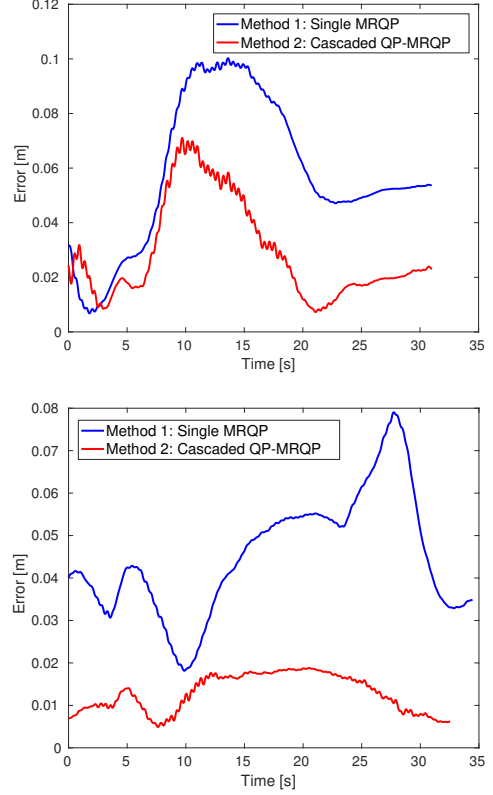 0.1
Method 1: Single MRQP
Method 2: Cascaded QP-MRQP
0.12
0.08
0.06
0.04
0.02
0
Error [m]
0 5 10 15 20 25 30 35
Time [s]
0.08
Method 1: Single MRQP
Method 2: Cascaded QP-MRQP
0.07
0.06
0.05
0.04
0.03
0.02
0.01
0
Error [m]
0 5 10 15 20 25 30 35
Time [s]